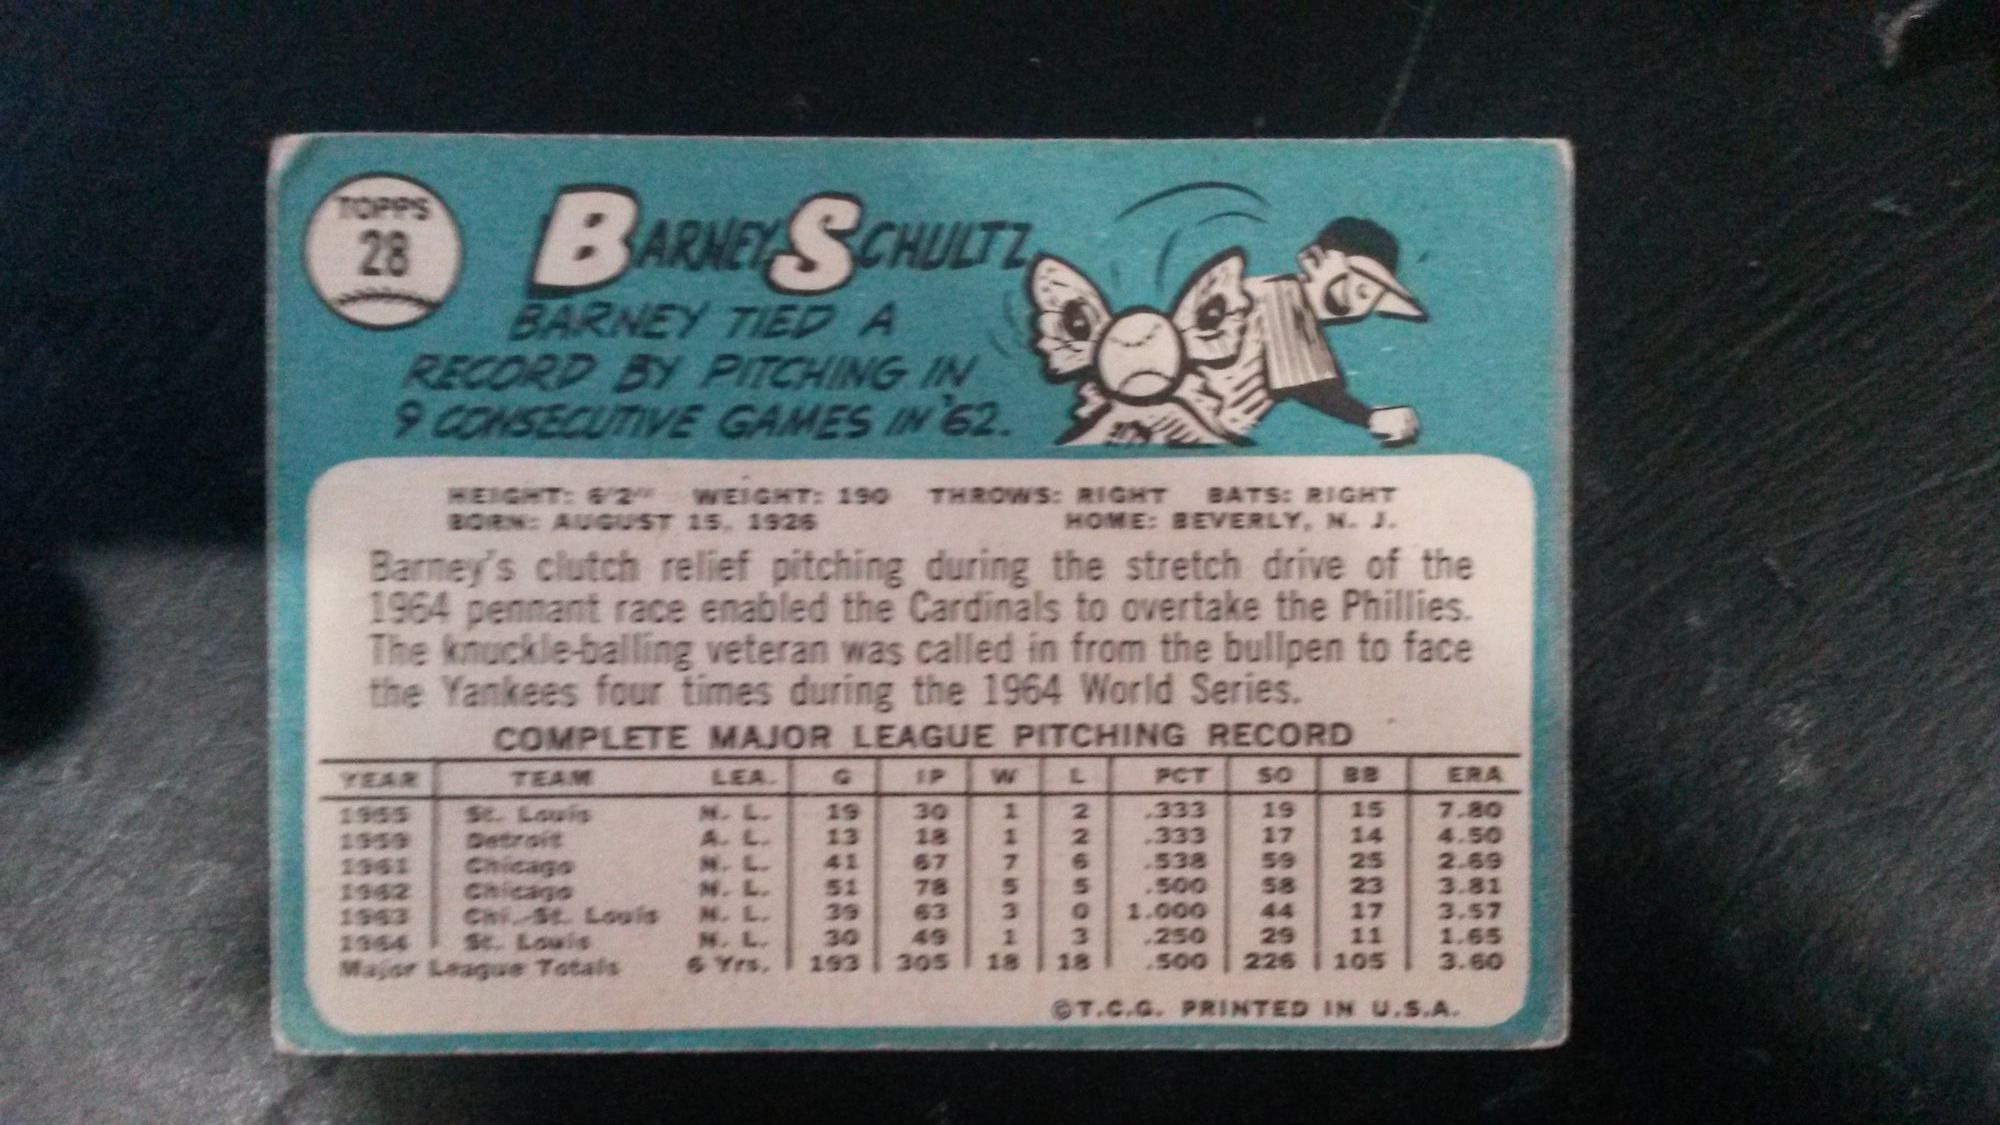 TOPPS
28
BARNEY SCHULTZ
BARNEY TIED A
RECORD BY PITCHING IN
9 CONSECUTIVE GAMES IN '62.
HEIGHT: 6'2" WEIGHT: 190 THROWS: RIGHT BATS: RIGHT
BORN: AUGUST 15, 1926 HOME: BEVERLY, N. J.
Barney's clutch relief pitching during the stretch drive of the
1964 pennant race enabled the Cardinals to overtake the Phillies.
The knuckle-balling veteran was called in from the bullpen to face
the Yankees four times during the 1964 World Series.
COMPLETE MAJOR LEAGUE PITCHING RECORD
YEAR TEAM LEA. G IP W L PCT SO BB ERA
1955 St. Louis N. L. 19 30 1 2 .333 19 15 7.80
1959 Detroit A. L. 13 18 1 2 .333 17 14 4.50
1961 Chicago N. L. 41 67 7 6 .538 59 25 2.69
1962 Chicago N. L. 51 78 5 5 .500 58 23 3.81
1963 Chi.-St. Louis N. L. 39 63 3 0 1.000 44 17 3.57
1964 St. Louis N. L. 30 49 1 3 .250 29 11 1.65
Major League Totals 6 Yrs. 193 305 18 18 .500 226 105 3.60
©T.C.G. PRINTED IN U.S.A.